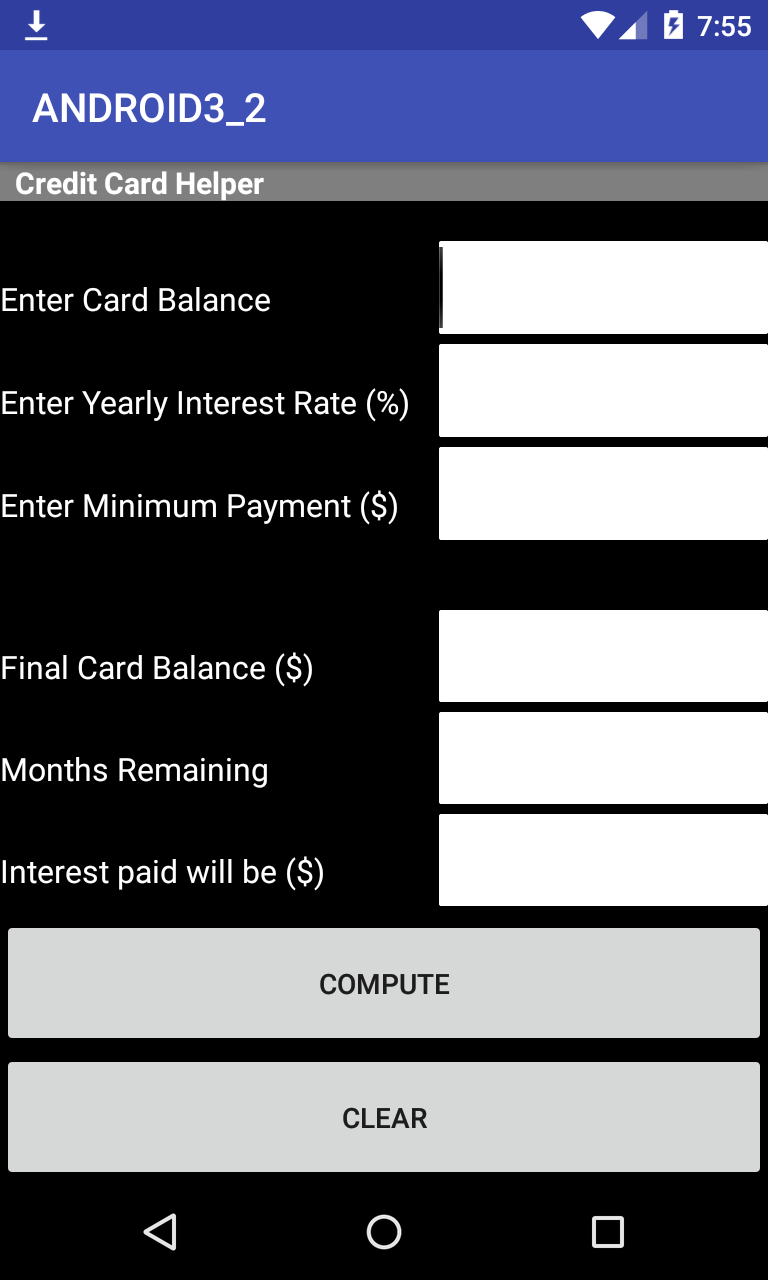 7:55
ANDROID3_2
Credit Card Helper
Enter Card Balance
Enter Yearly Interest Rate (%)
Enter Minimum Payment ($)
Final Card Balance ($)
Months Remaining
Interest paid will be ($)
COMPUTE
CLEAR